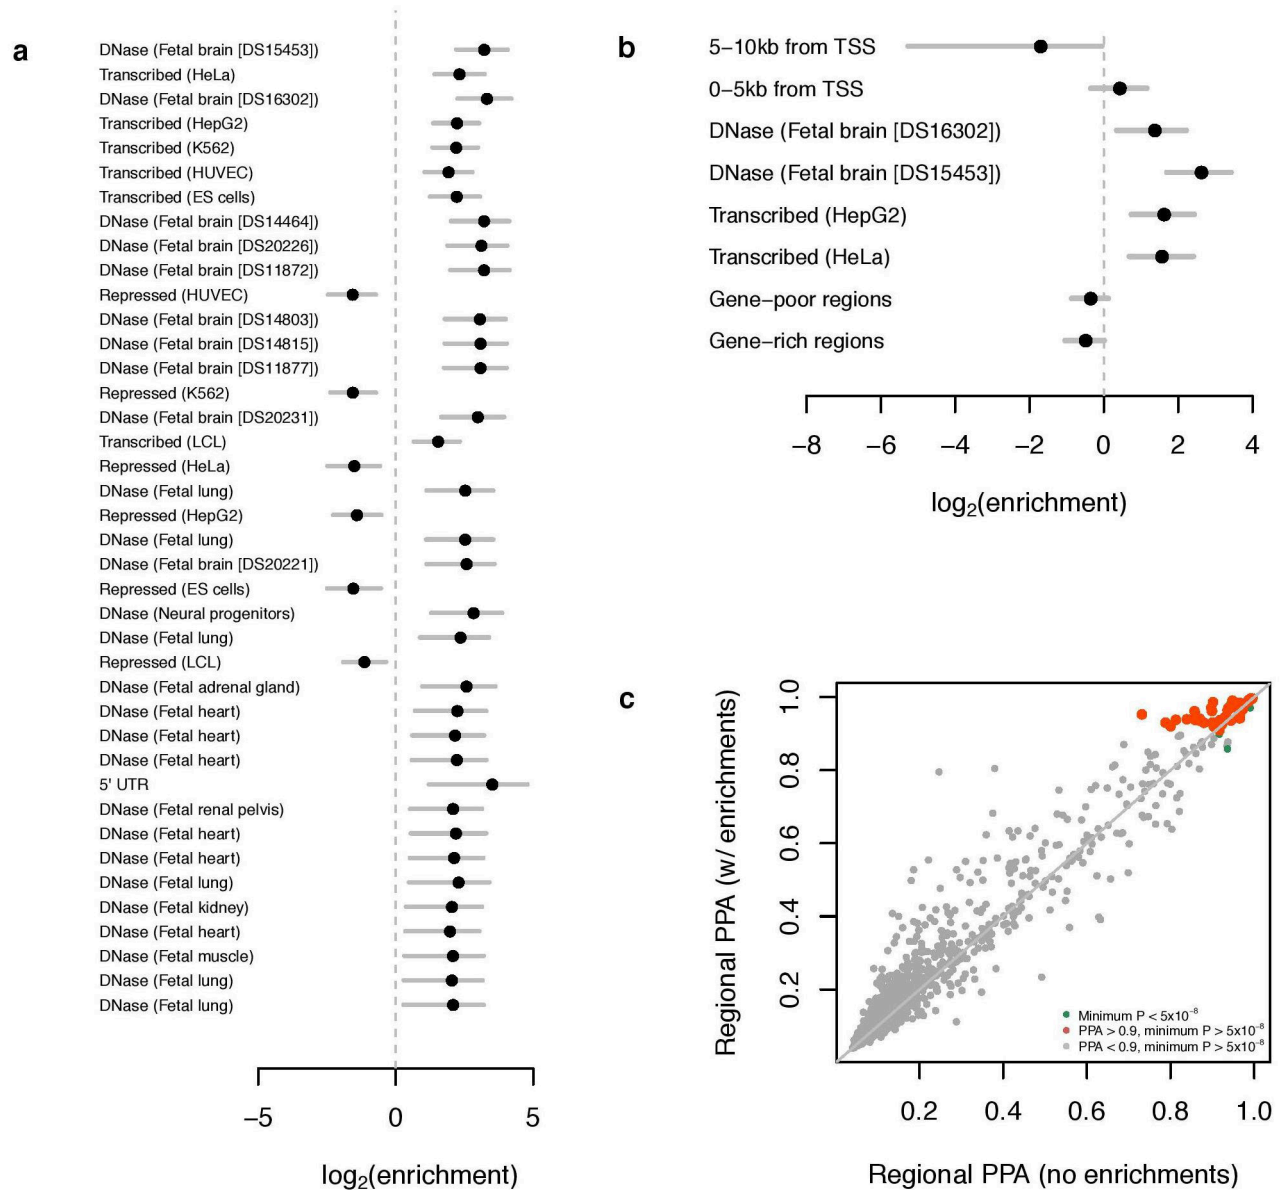 a
DNase (Fetal brain [DS15453])
Transcribed (HeLa)
DNase (Fetal brain [DS16302])
Transcribed (HepG2)
Transcribed (K562)
Transcribed (HUVEC)
Transcribed (ES cells)
DNase (Fetal brain [DS14464])
DNase (Fetal brain [DS20226])
DNase (Fetal brain [DS11872])
Repressed (HUVEC)
DNase (Fetal brain [DS14803])
DNase (Fetal brain [DS14815])
DNase (Fetal brain [DS11877])
Repressed (K562)
DNase (Fetal brain [DS20231])
Transcribed (LCL)
Repressed (HeLa)
DNase (Fetal lung)
Repressed (HepG2)
DNase (Fetal lung)
DNase (Fetal brain [DS20221])
Repressed (ES cells)
DNase (Neural progenitors)
DNase (Fetal lung)
Repressed (LCL)
DNase (Fetal adrenal gland)
DNase (Fetal heart)
DNase (Fetal heart)
DNase (Fetal heart)
5' UTR
DNase (Fetal renal pelvis)
DNase (Fetal heart)
DNase (Fetal heart)
DNase (Fetal lung)
DNase (Fetal kidney)
DNase (Fetal heart)
DNase (Fetal muscle)
DNase (Fetal lung)
DNase (Fetal lung)
−5 0 5
log₂(enrichment)
b
5−10kb from TSS
0−5kb from TSS
DNase (Fetal brain [DS16302])
DNase (Fetal brain [DS15453])
Transcribed (HepG2)
Transcribed (HeLa)
Gene−poor regions
Gene−rich regions
−8 −6 −4 −2 0 2 4
log₂(enrichment)
c
Regional PPA (w/ enrichments)
1.0
0.8
0.6
0.4
0.2
Minimum P < 5x10⁻⁸
PPA > 0.9, minimum P > 5x10⁻⁸
PPA < 0.9, minimum P > 5x10⁻⁸
0.2 0.4 0.6 0.8 1.0
Regional PPA (no enrichments)